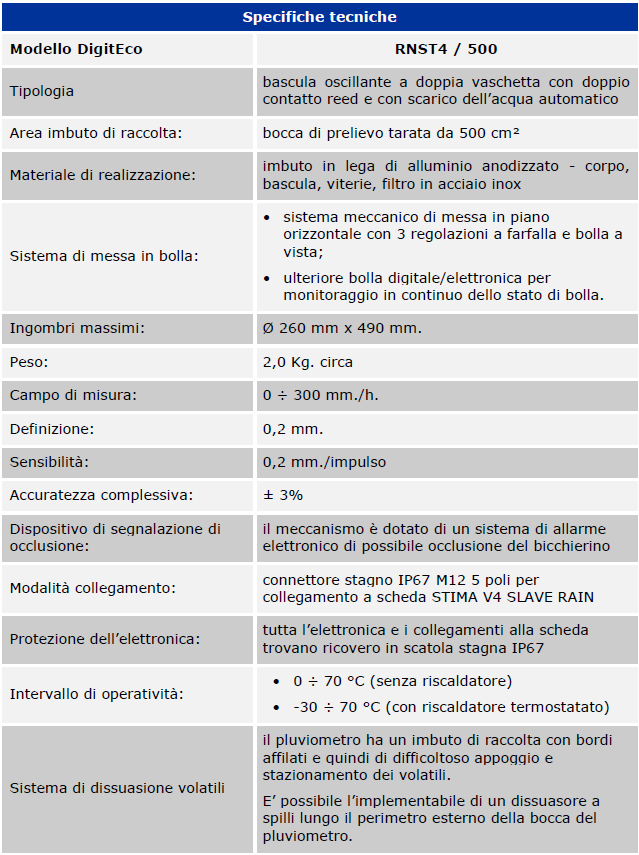 Specifiche tecniche
Modello DigitEco
RNST4 / 500
Tipologia
bascula oscillante a doppia vaschetta con doppio
contatto reed e con scarico dell'acqua automatico
Area imbuto di raccolta:
bocca di prelievo tarata da 500 cm²
Materiale di realizzazione:
imbuto in lega di alluminio anodizzato - corpo,
bascula, viterie, filtro in acciaio inox
Sistema di messa in bolla:
• sistema meccanico di messa in piano
orizzontale con 3 regolazioni a farfalla e bolla a
vista;
• ulteriore bolla digitale/elettronica per
monitoraggio in continuo dello stato di bolla.
Ingombri massimi:
Ø 260 mm x 490 mm.
Peso:
2,0 Kg. circa
Campo di misura:
0 ÷ 300 mm./h.
Definizione:
0,2 mm.
Sensibilità:
0,2 mm./impulso
Accuratezza complessiva:
± 3%
Dispositivo di segnalazione di
occlusione:
il meccanismo è dotato di un sistema di allarme
elettronico di possibile occlusione del bicchierino
Modalità collegamento:
connettore stagno IP67 M12 5 poli per
collegamento a scheda STIMA V4 SLAVE RAIN
Protezione dell'elettronica:
tutta l'elettronica e i collegamenti alla scheda
trovano ricovero in scatola stagna IP67
Intervallo di operatività:
• 0 ÷ 70 °C (senza riscaldatore)
• -30 ÷ 70 °C (con riscaldatore termostatato)
Sistema di dissuasione volatili
il pluviometro ha un imbuto di raccolta con bordi
affilati e quindi di difficoltoso appoggio e
stazionamento dei volatili.
E' possibile l'implementabile di un dissuasore a
spilli lungo il perimetro esterno della bocca del
pluviometro.